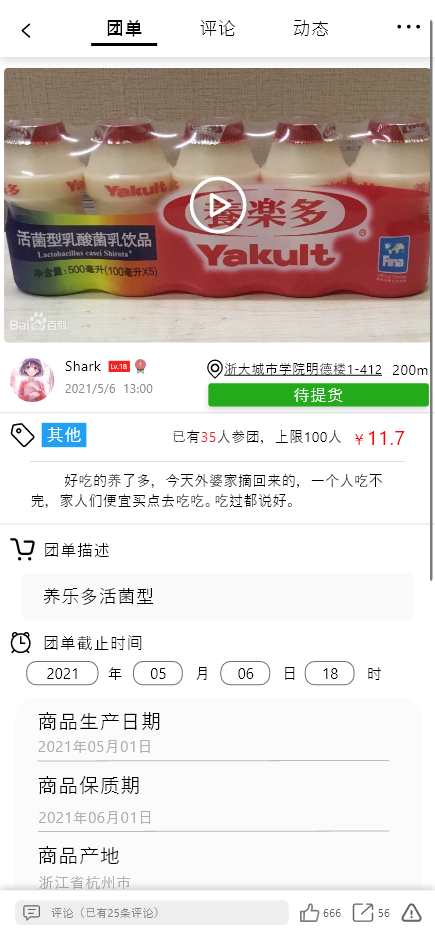 团单 评论 动态
养乐多
Yakult
养樂多
Yakult
活菌型乳酸菌乳饮品
Lactobacillus casei Shirota
净含量:500毫升(100毫升X5)
Baidu百科
Shark Lv.18
浙大城市学院明德楼1-412 200m
2021/5/6 13:00
待提货
其他
已有35人参团，上限100人 ￥11.7
好吃的养了多，今天外婆家摘回来的，一个人吃不
完，家人们便宜买点去吃吃。吃过都说好。
团单描述
养乐多活菌型
团单截止时间
2021 年 05 月 06 日 18 时
商品生产日期
2021年05月01日
商品保质期
2021年06月01日
商品产地
浙江省杭州市
评论（已有25条评论） 666 56